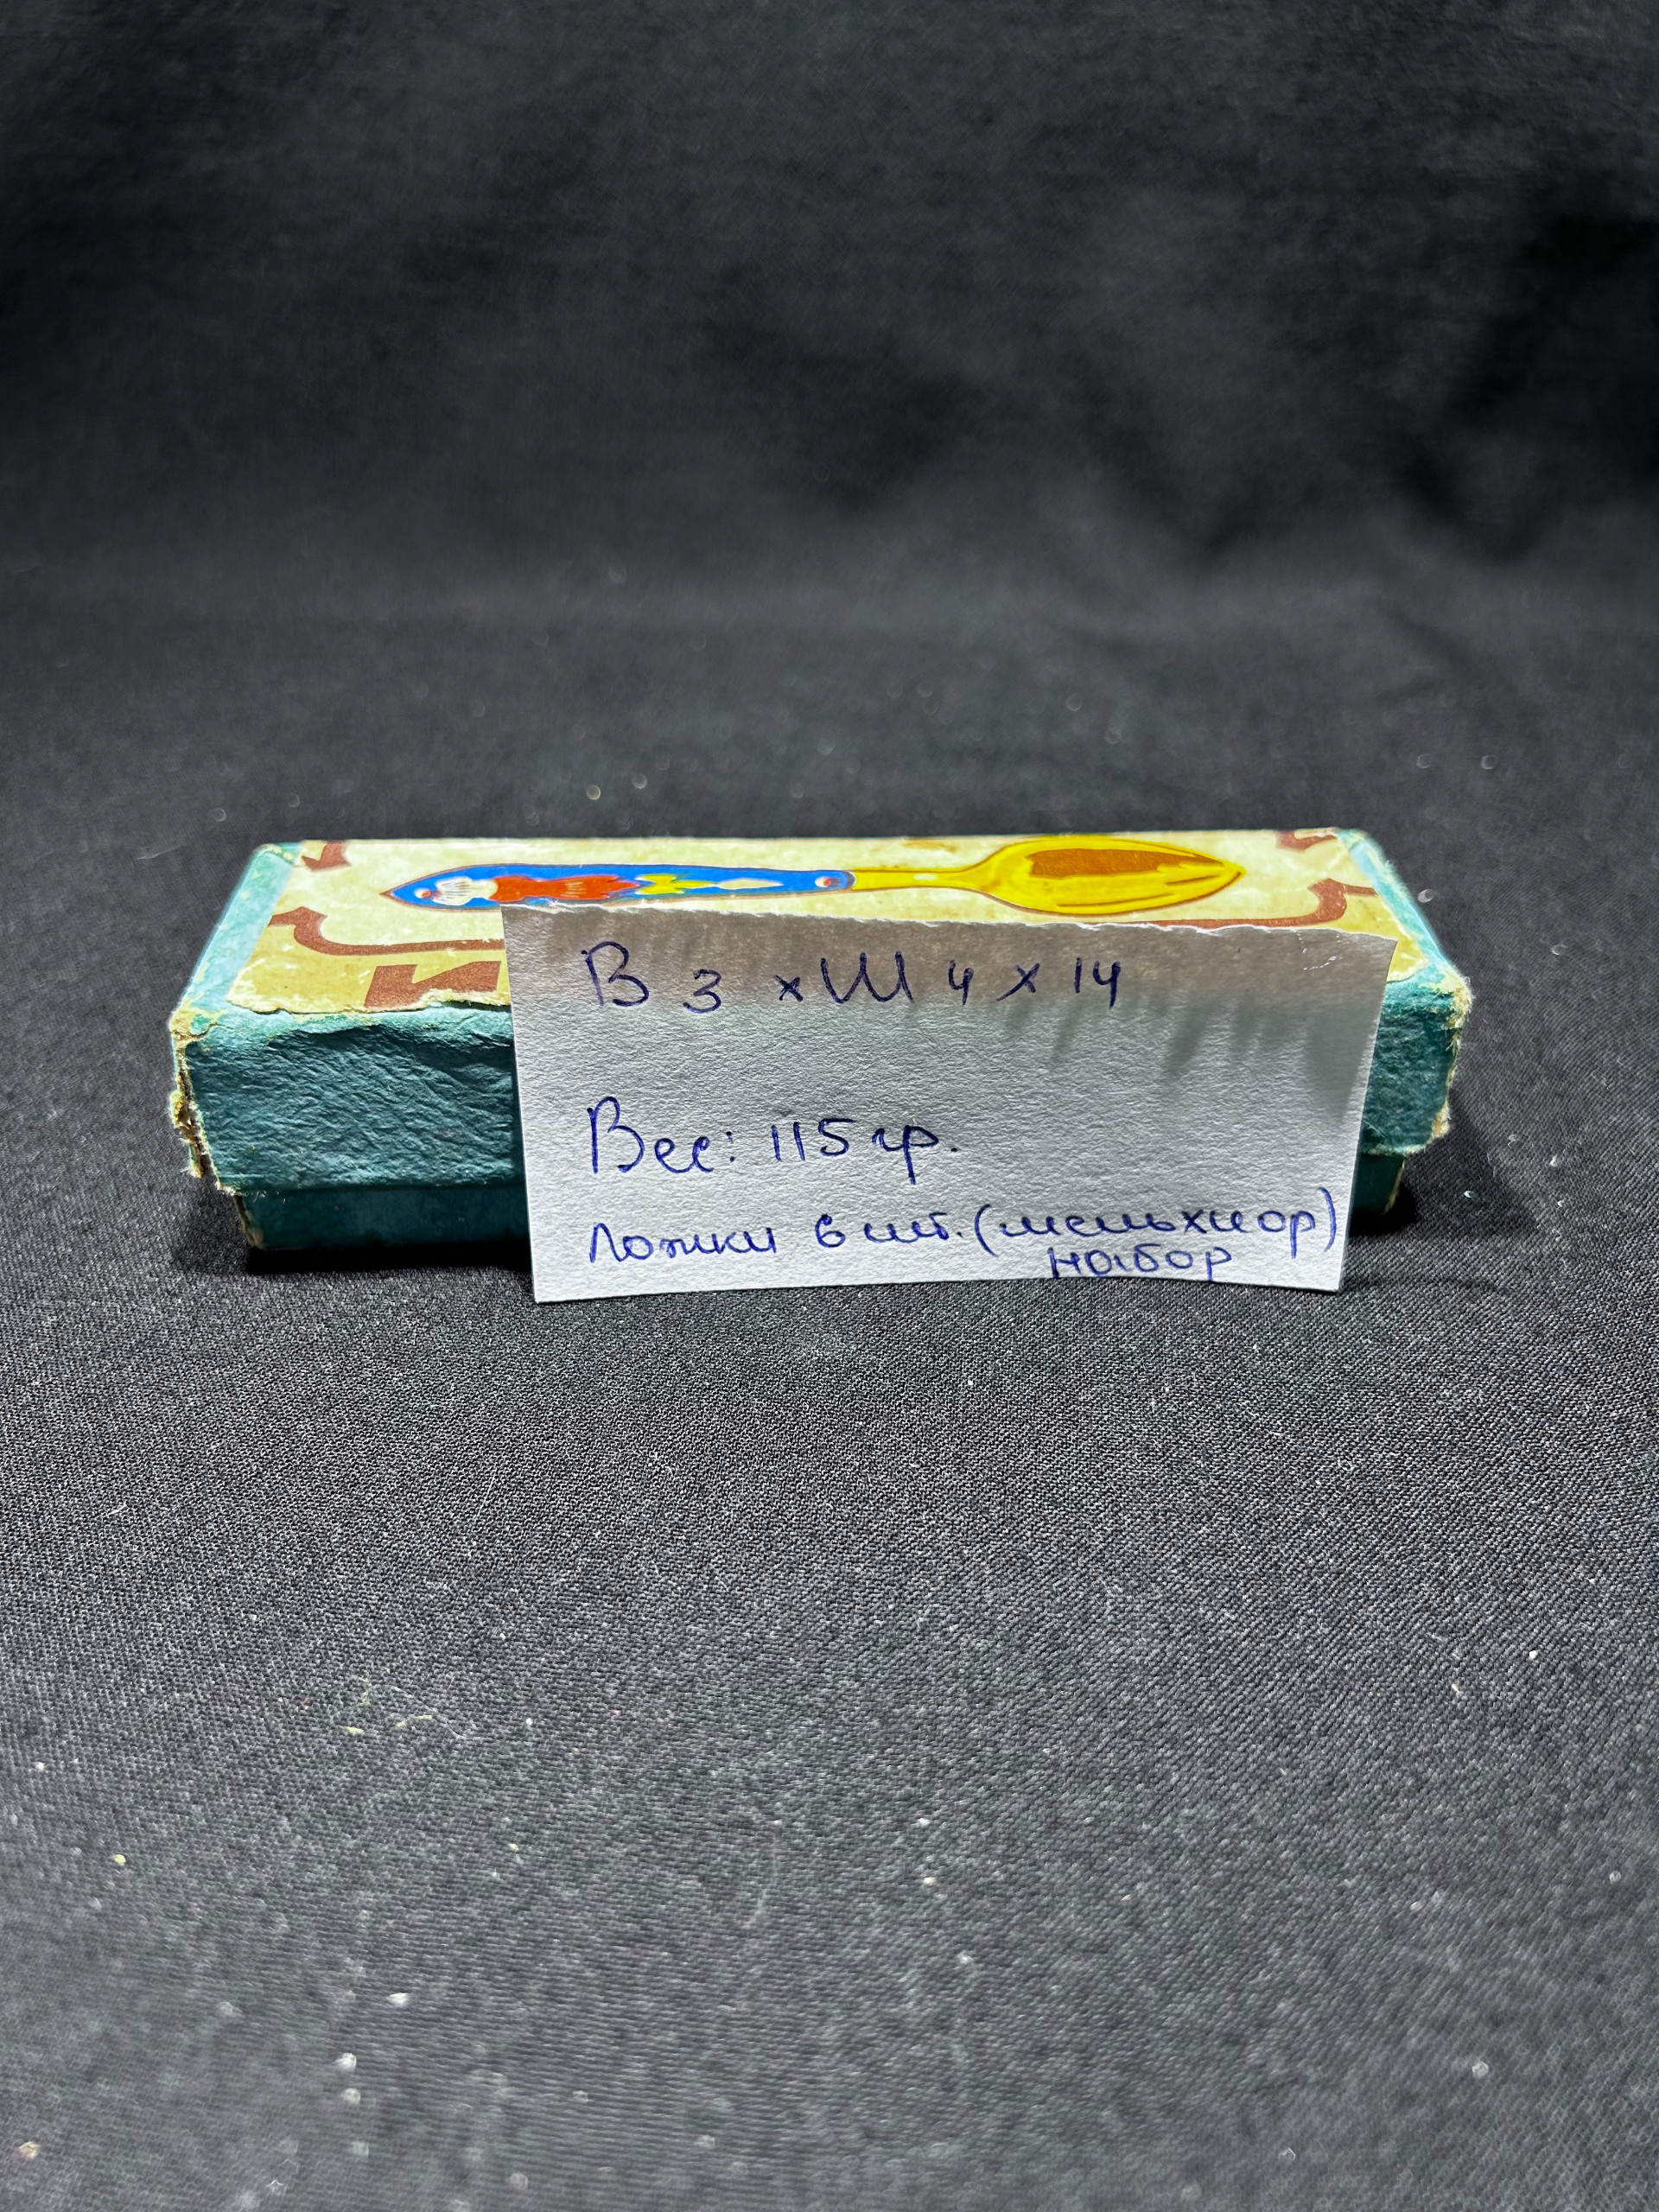 В 3 х Ш 4 х 14
Вес: 115 гр.
Ложки 6 шт. (мельхиор)
набор